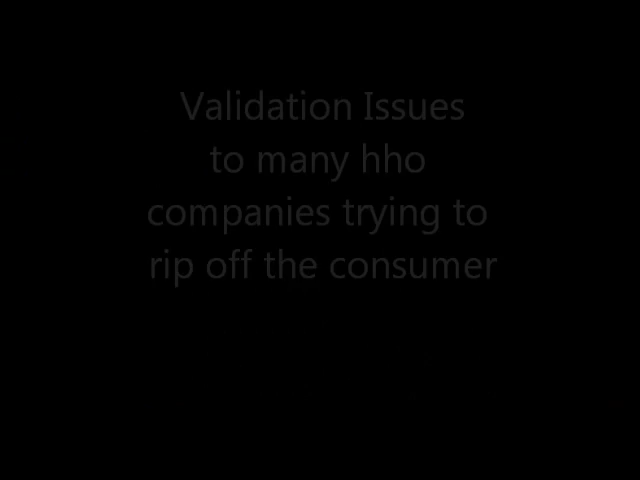 Validation Issues
to many hho
companies trying to
rip off the consumer